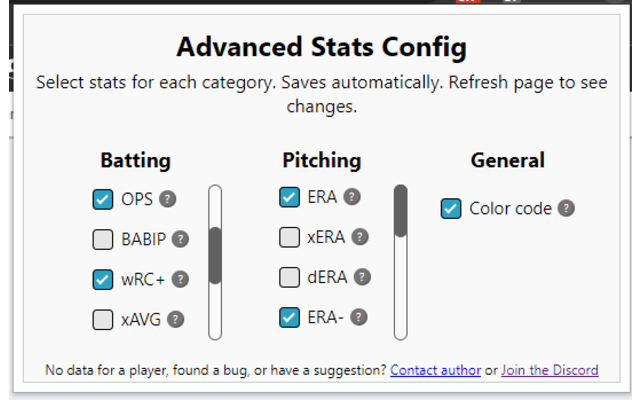 Advanced Stats Config
Select stats for each category. Saves automatically. Refresh page to see
changes.
Batting
OPS ?
BABIP ?
wRC+ ?
xAVG ?
Pitching
ERA ?
xERA ?
dERA ?
ERA- ?
General
Color code ?
No data for a player, found a bug, or have a suggestion? Contact author or Join the Discord